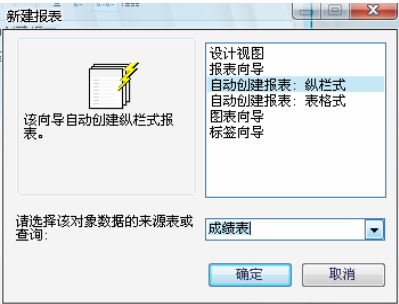 新建报表
设计视图
报表向导
自动创建报表：纵栏式
自动创建报表：表格式
图表向导
标签向导
该向导自动创建纵栏式报
表。
请选择该对象数据的来源表或
查询:
成绩表
确定
取消